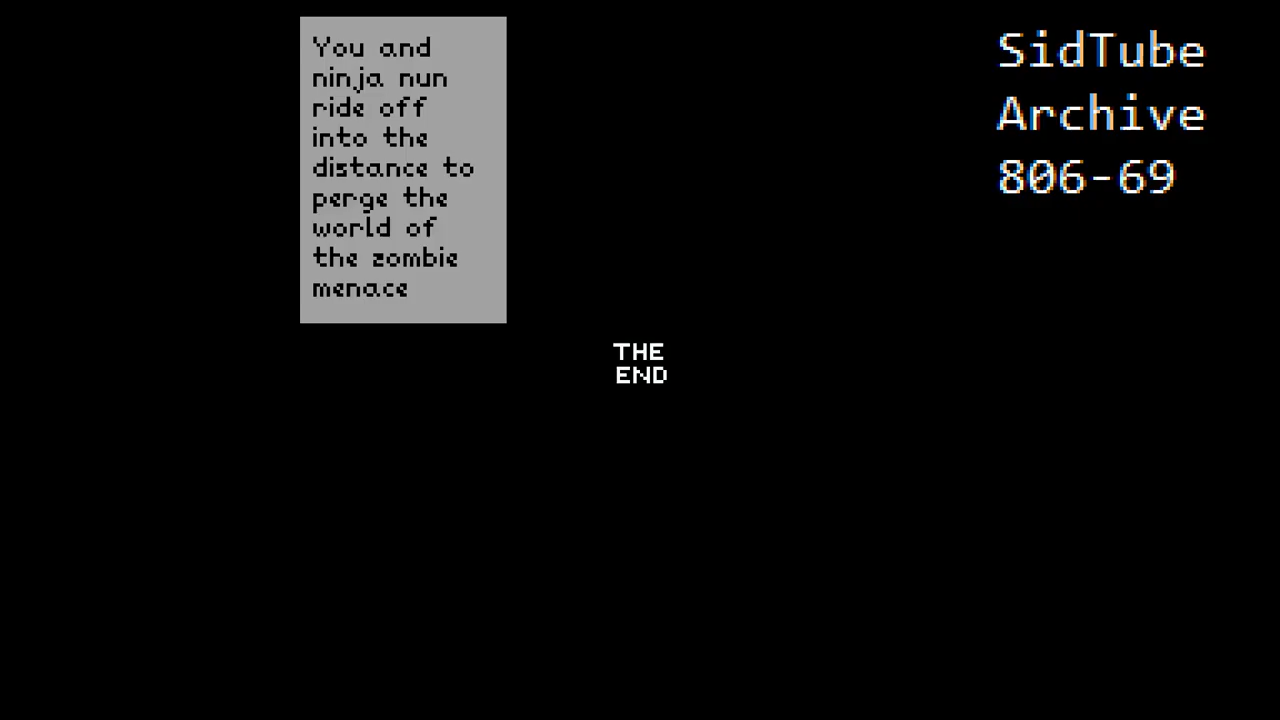 You and
ninja nun
ride off
into the
distance to
perge the
world of
the zombie
menace
SidTube
Archive
806-69
THE
END